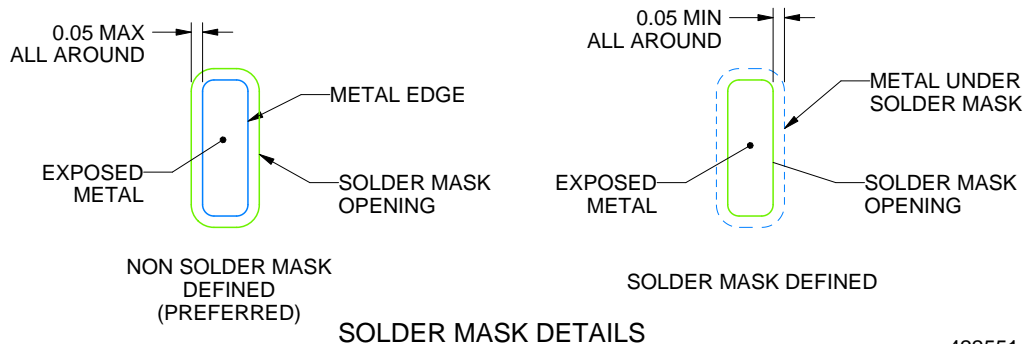 0.05 MAX
ALL AROUND
METAL EDGE
EXPOSED
METAL
SOLDER MASK
OPENING
NON SOLDER MASK
DEFINED
(PREFERRED)
0.05 MIN
ALL AROUND
METAL UNDER
SOLDER MASK
EXPOSED
METAL
SOLDER MASK
OPENING
SOLDER MASK DEFINED
SOLDER MASK DETAILS